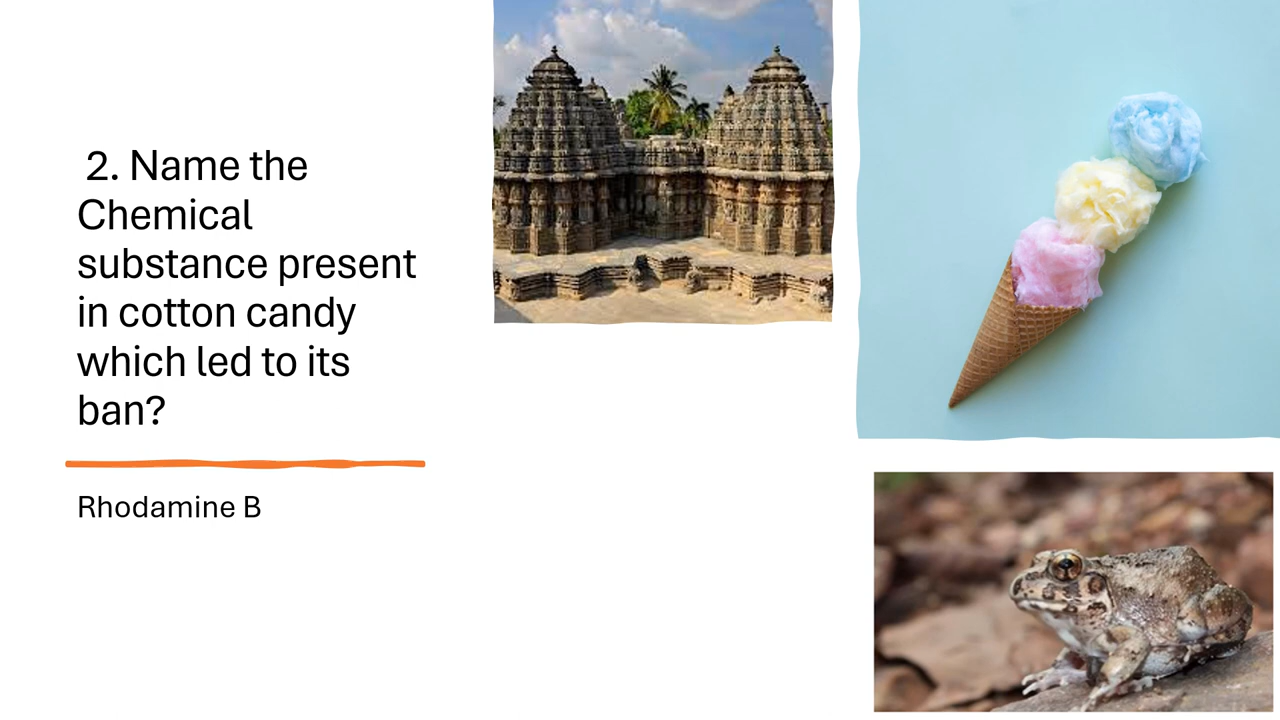 2. Name the
Chemical
substance present
in cotton candy
which led to its
ban?
Rhodamine B